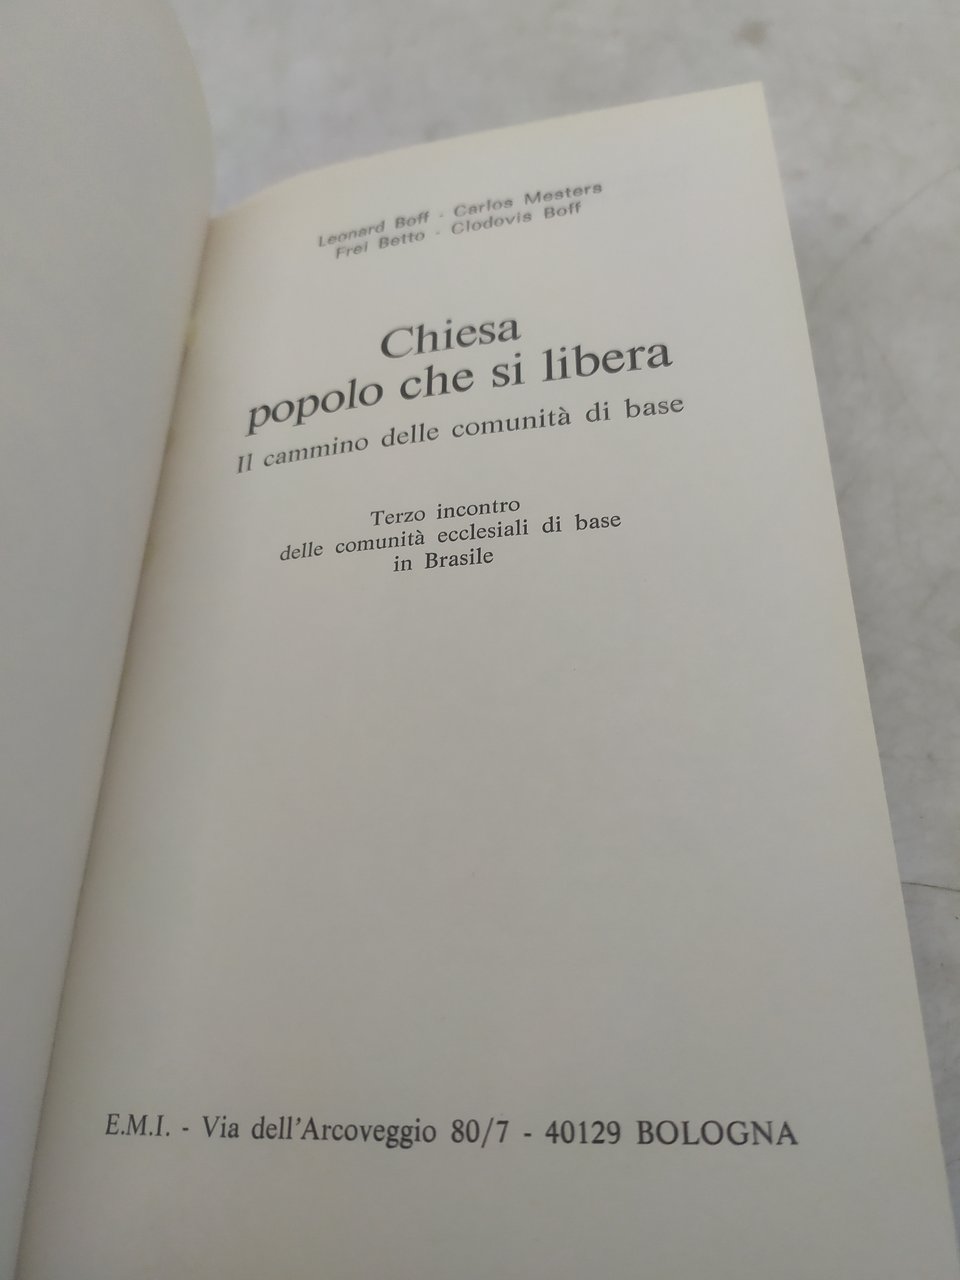 Leonard Boff - Carlos Mesters
Frei Betto - Clodovis Boff
Chiesa
popolo che si libera
Il cammino delle comunità di base
Terzo incontro
delle comunità ecclesiali di base
in Brasile
E.M.I. - Via dell'Arcoveggio 80/7 - 40129 BOLOGNA